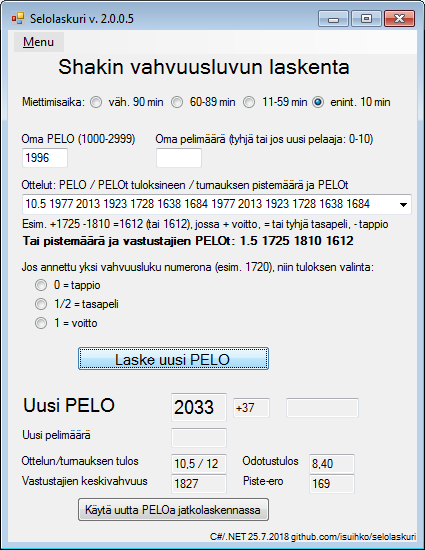 Selolaskuri v. 2.0.0.5
Menu
Shakin vahvuusluvun laskenta
Miettimisaika: väh. 90 min 60-89 min 11-59 min enint. 10 min
Oma PELO (1000-2999) Oma pelimäärä (tyhjä tai jos uusi pelaaja: 0-10)
1996
Ottelut: PELO / PELOt tuloksineen / turnauksen pistemäärä ja PELOt
10.5 1977 2013 1923 1728 1638 1684 1977 2013 1923 1728 1638 1684
Esim. +1725 -1810 =1612 (tai 1612), jossa + voitto, = tai tyhjä tasapeli, - tappio
Tai pistemäärä ja vastustajien PELOt: 1.5 1725 1810 1612
Jos annettu yksi vahvuusluku numerona (esim. 1720), niin tuloksen valinta:
0 = tappio
1/2 = tasapeli
1 = voitto
Laske uusi PELO
Uusi PELO 2033 +37
Uusi pelimäärä
Ottelun/turnauksen tulos 10,5 / 12 Odotustulos 8,40
Vastustajien keskivahvuus 1827 Piste-ero 169
Käytä uutta PELOa jatkolaskennassa
C#/.NET 25.7.2018 github.com/isuihko/selolaskuri